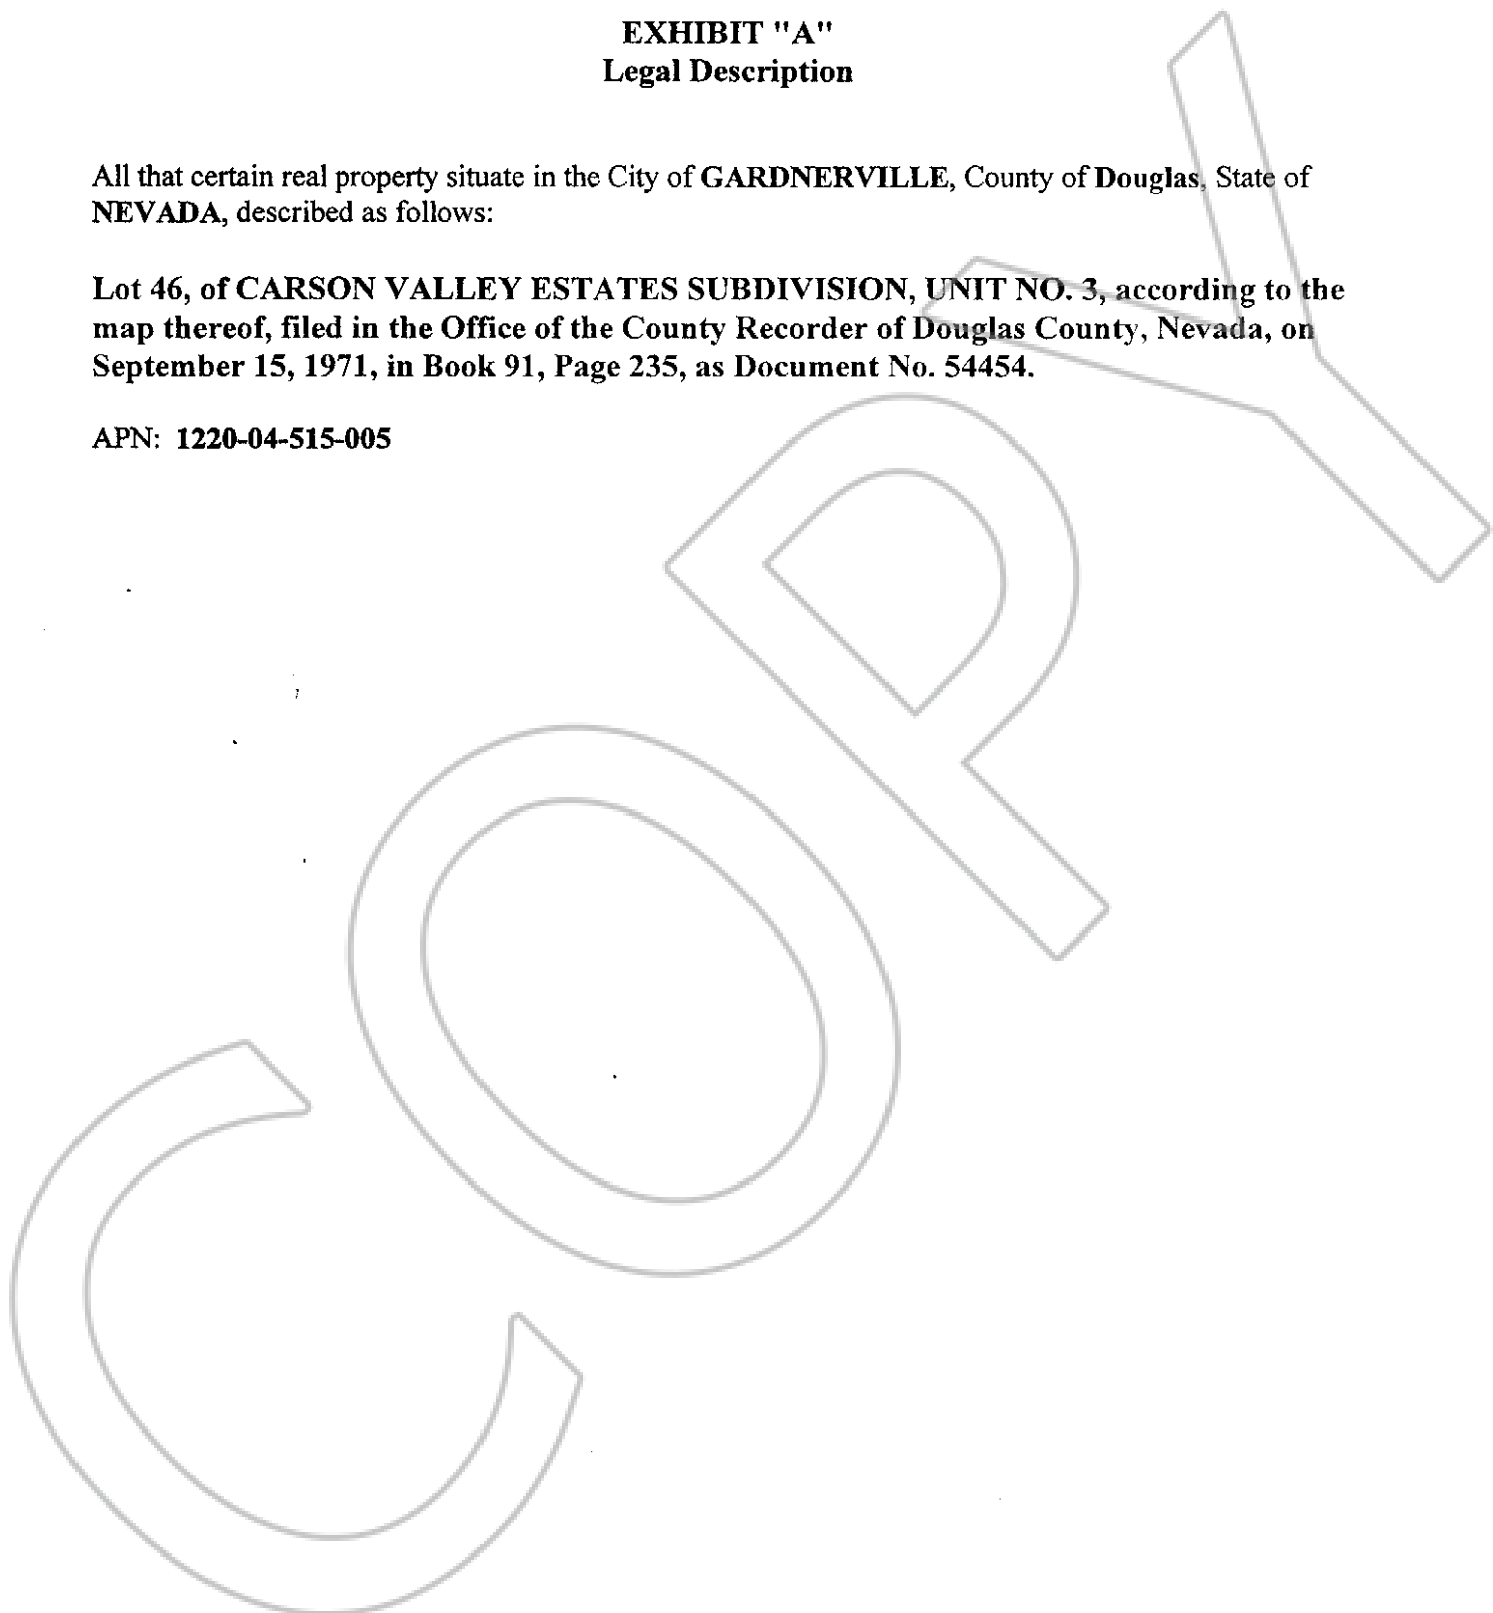 EXHIBIT "A"
Legal Description
All that certain real property situate in the City of GARDNERVILLE, County of Douglas, State of
NEVADA, described as follows:
Lot 46, of CARSON VALLEY ESTATES SUBDIVISION, UNIT NO. 3, according to the
map thereof, filed in the Office of the County Recorder of Douglas County, Nevada, on
September 15, 1971, in Book 91, Page 235, as Document No. 54454.
APN: 1220-04-515-005
COPY